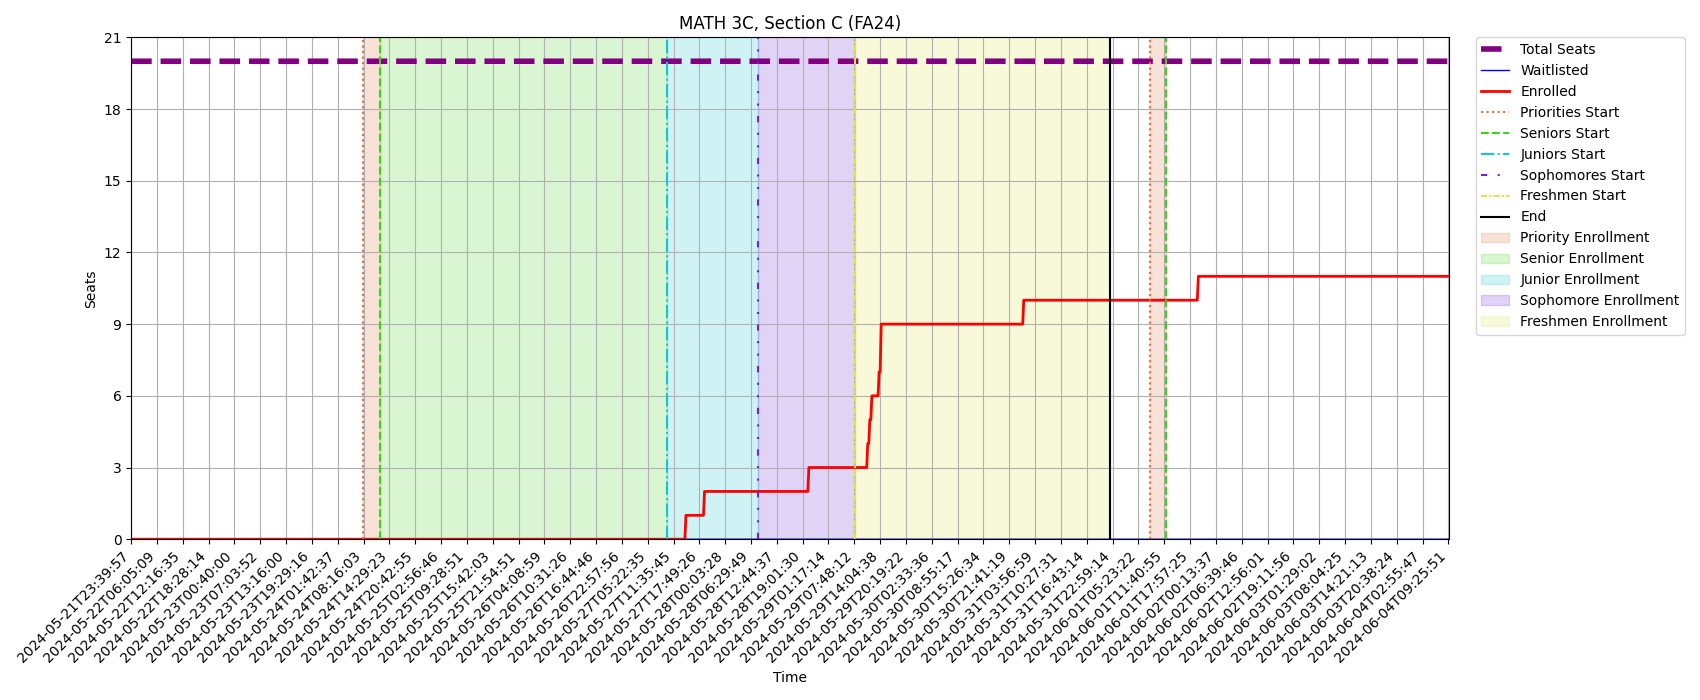 MATH 3C, Section C (FA24)
21
18
15
12
9
6
3
0
Seats
2024-05-21T23:39:57
2024-05-22T06:05:09
2024-05-22T12:16:35
2024-05-22T18:28:14
2024-05-23T00:40:00
2024-05-23T07:03:52
2024-05-23T13:16:00
2024-05-23T19:29:16
2024-05-24T01:42:37
2024-05-24T08:16:03
2024-05-24T14:29:23
2024-05-24T20:42:55
2024-05-25T02:56:46
2024-05-25T09:28:51
2024-05-25T15:42:03
2024-05-25T21:54:51
2024-05-26T04:08:59
2024-05-26T10:31:26
2024-05-26T16:44:46
2024-05-26T22:57:56
2024-05-27T05:22:35
2024-05-27T11:35:45
2024-05-27T17:49:26
2024-05-28T00:03:28
2024-05-28T06:29:49
2024-05-28T12:44:37
2024-05-28T19:01:30
2024-05-29T01:17:14
2024-05-29T07:48:12
2024-05-29T14:04:38
2024-05-29T20:19:22
2024-05-30T02:33:36
2024-05-30T08:55:17
2024-05-30T15:26:34
2024-05-30T21:41:19
2024-05-31T03:56:59
2024-05-31T10:27:31
2024-05-31T16:43:14
2024-05-31T22:59:14
2024-06-01T05:23:22
2024-06-01T11:40:55
2024-06-01T17:57:25
2024-06-02T00:13:37
2024-06-02T06:39:46
2024-06-02T12:56:01
2024-06-02T19:11:56
2024-06-03T01:29:02
2024-06-03T08:04:25
2024-06-03T14:21:13
2024-06-03T20:38:24
2024-06-04T02:55:47
2024-06-04T09:25:51
Time
Total Seats
Waitlisted
Enrolled
Priorities Start
Seniors Start
Juniors Start
Sophomores Start
Freshmen Start
End
Priority Enrollment
Senior Enrollment
Junior Enrollment
Sophomore Enrollment
Freshmen Enrollment